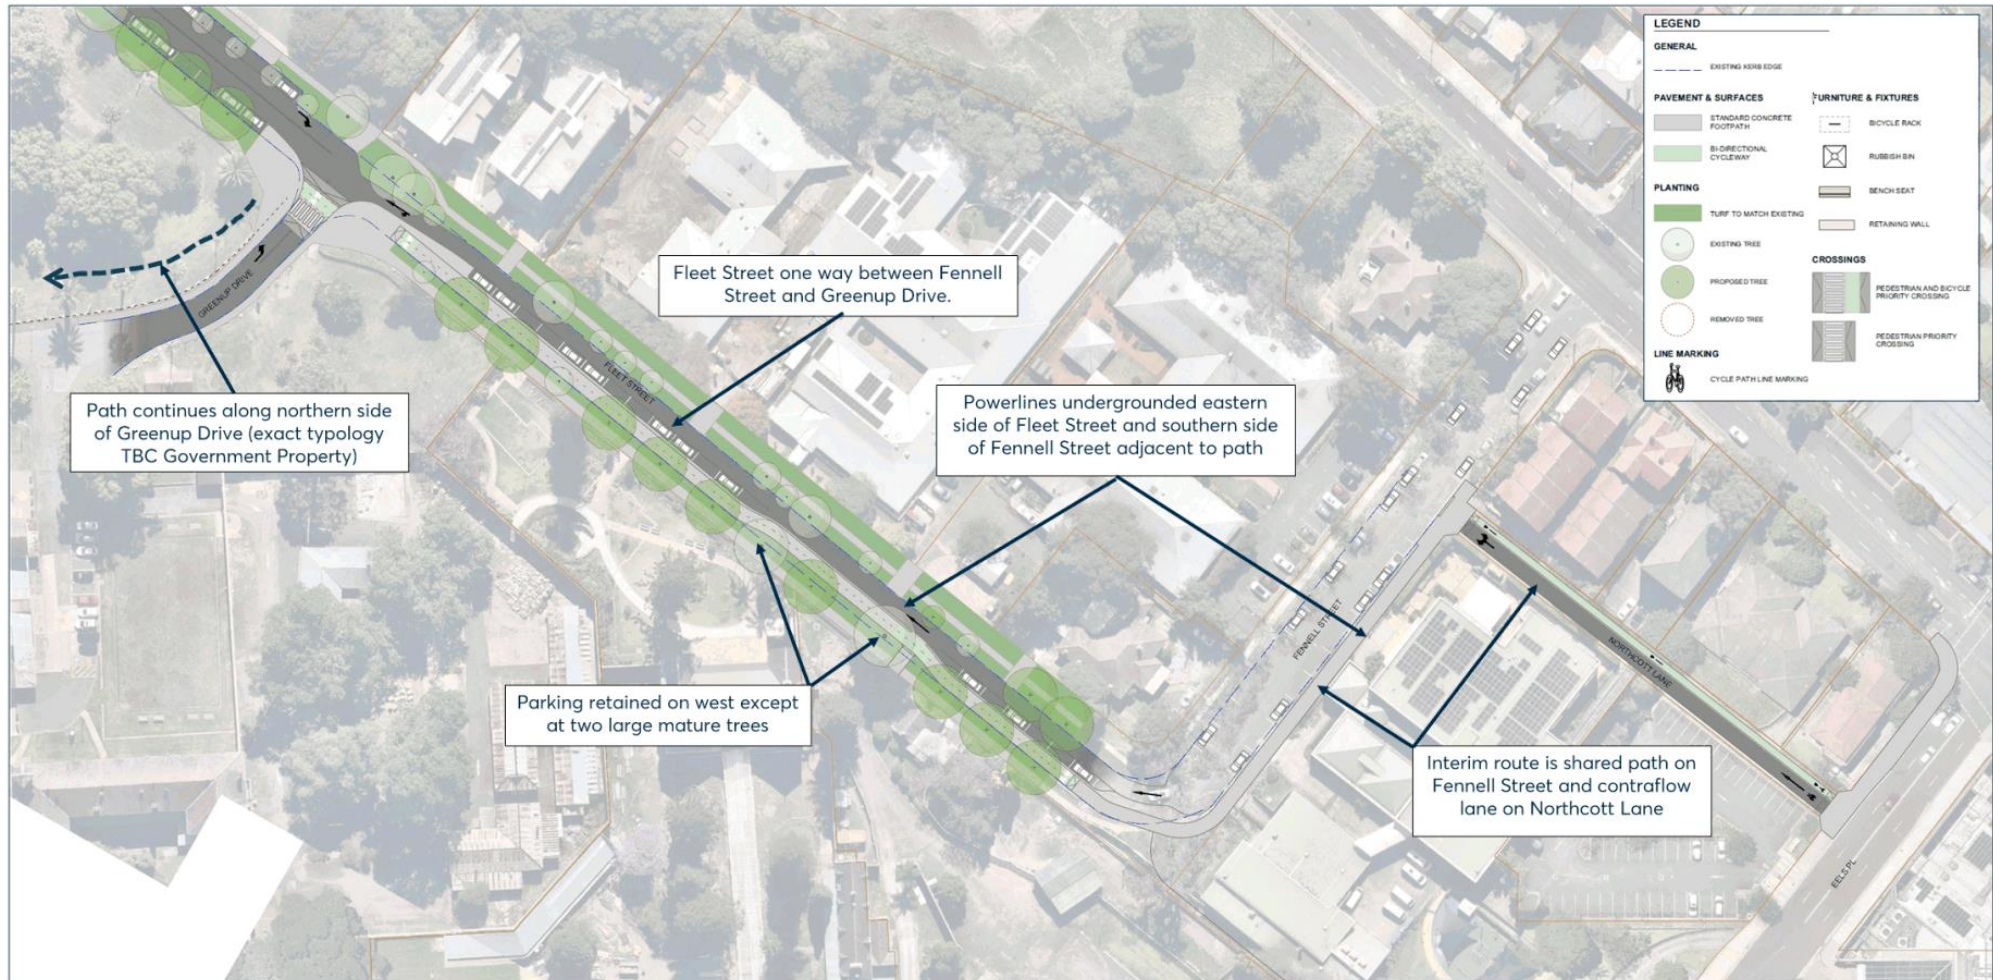 LEGEND
GENERAL
EXISTING KERB EDGE
PAVEMENT & SURFACES
STANDARD CONCRETE
FOOTPATH
BI-DIRECTIONAL
CYCLEWAY
PLANTING
TURF TO MATCH EXISTING
EXISTING TREE
PROPOSED TREE
REMOVED TREE
LINE MARKING
CYCLE PATH LINE MARKING
FURNITURE & FIXTURES
BICYCLE RACK
RUBBISH BIN
BENCH SEAT
RETAINING WALL
CROSSINGS
PEDESTRIAN AND BICYCLE
PRIORITY CROSSING
PEDESTRIAN PRIORITY
CROSSING
Fleet Street one way between Fennell
Street and Greenup Drive.
GREENUP DRIVE
FLEET STREET
Path continues along northern side
of Greenup Drive (exact typology
TBC Government Property)
Powerlines undergrounded eastern
side of Fleet Street and southern side
of Fennell Street adjacent to path
FENNELL STREET
NORTHCOTT LANE
Parking retained on west except
at two large mature trees
Interim route is shared path on
Fennell Street and contraflow
lane on Northcott Lane
EELS PL